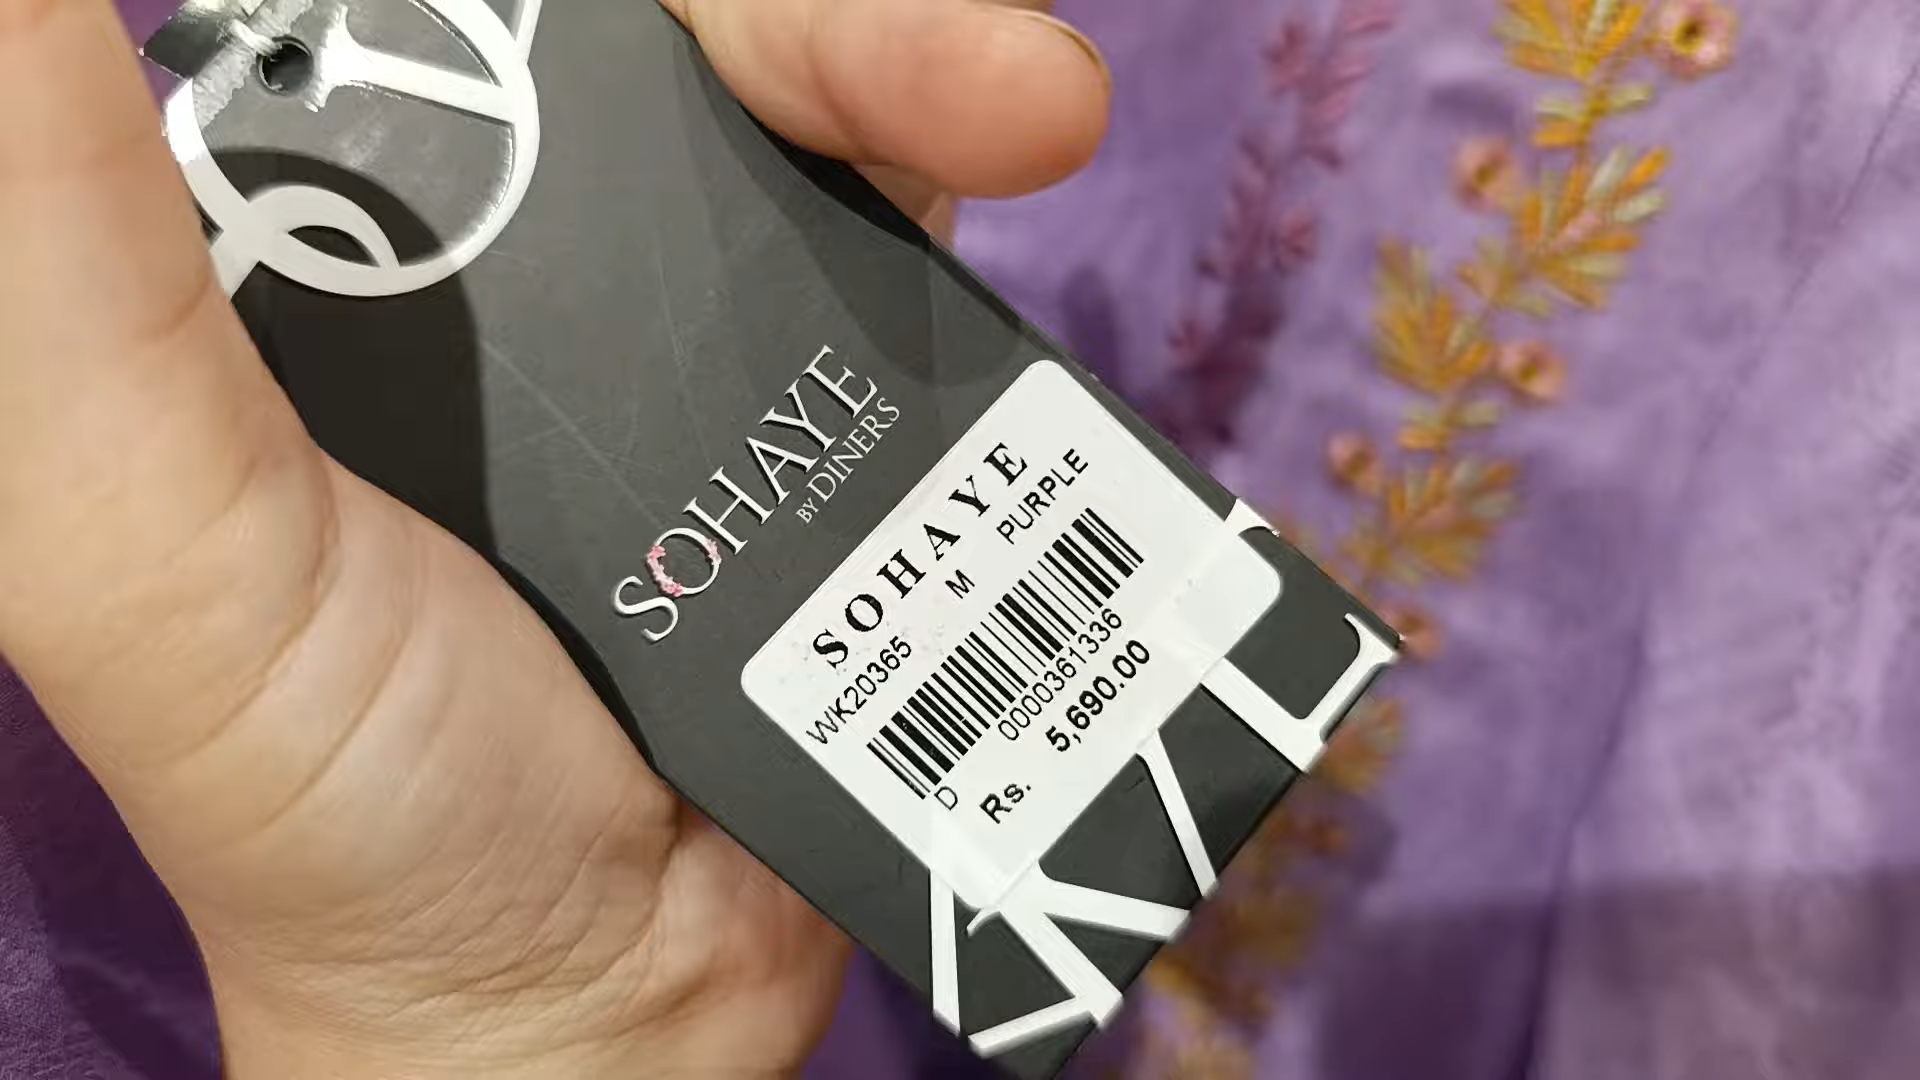 SOHAYE
BY DINERS
SOHAYE
WK20365 M PURPLE
0000361336
D Rs. 5,690.00